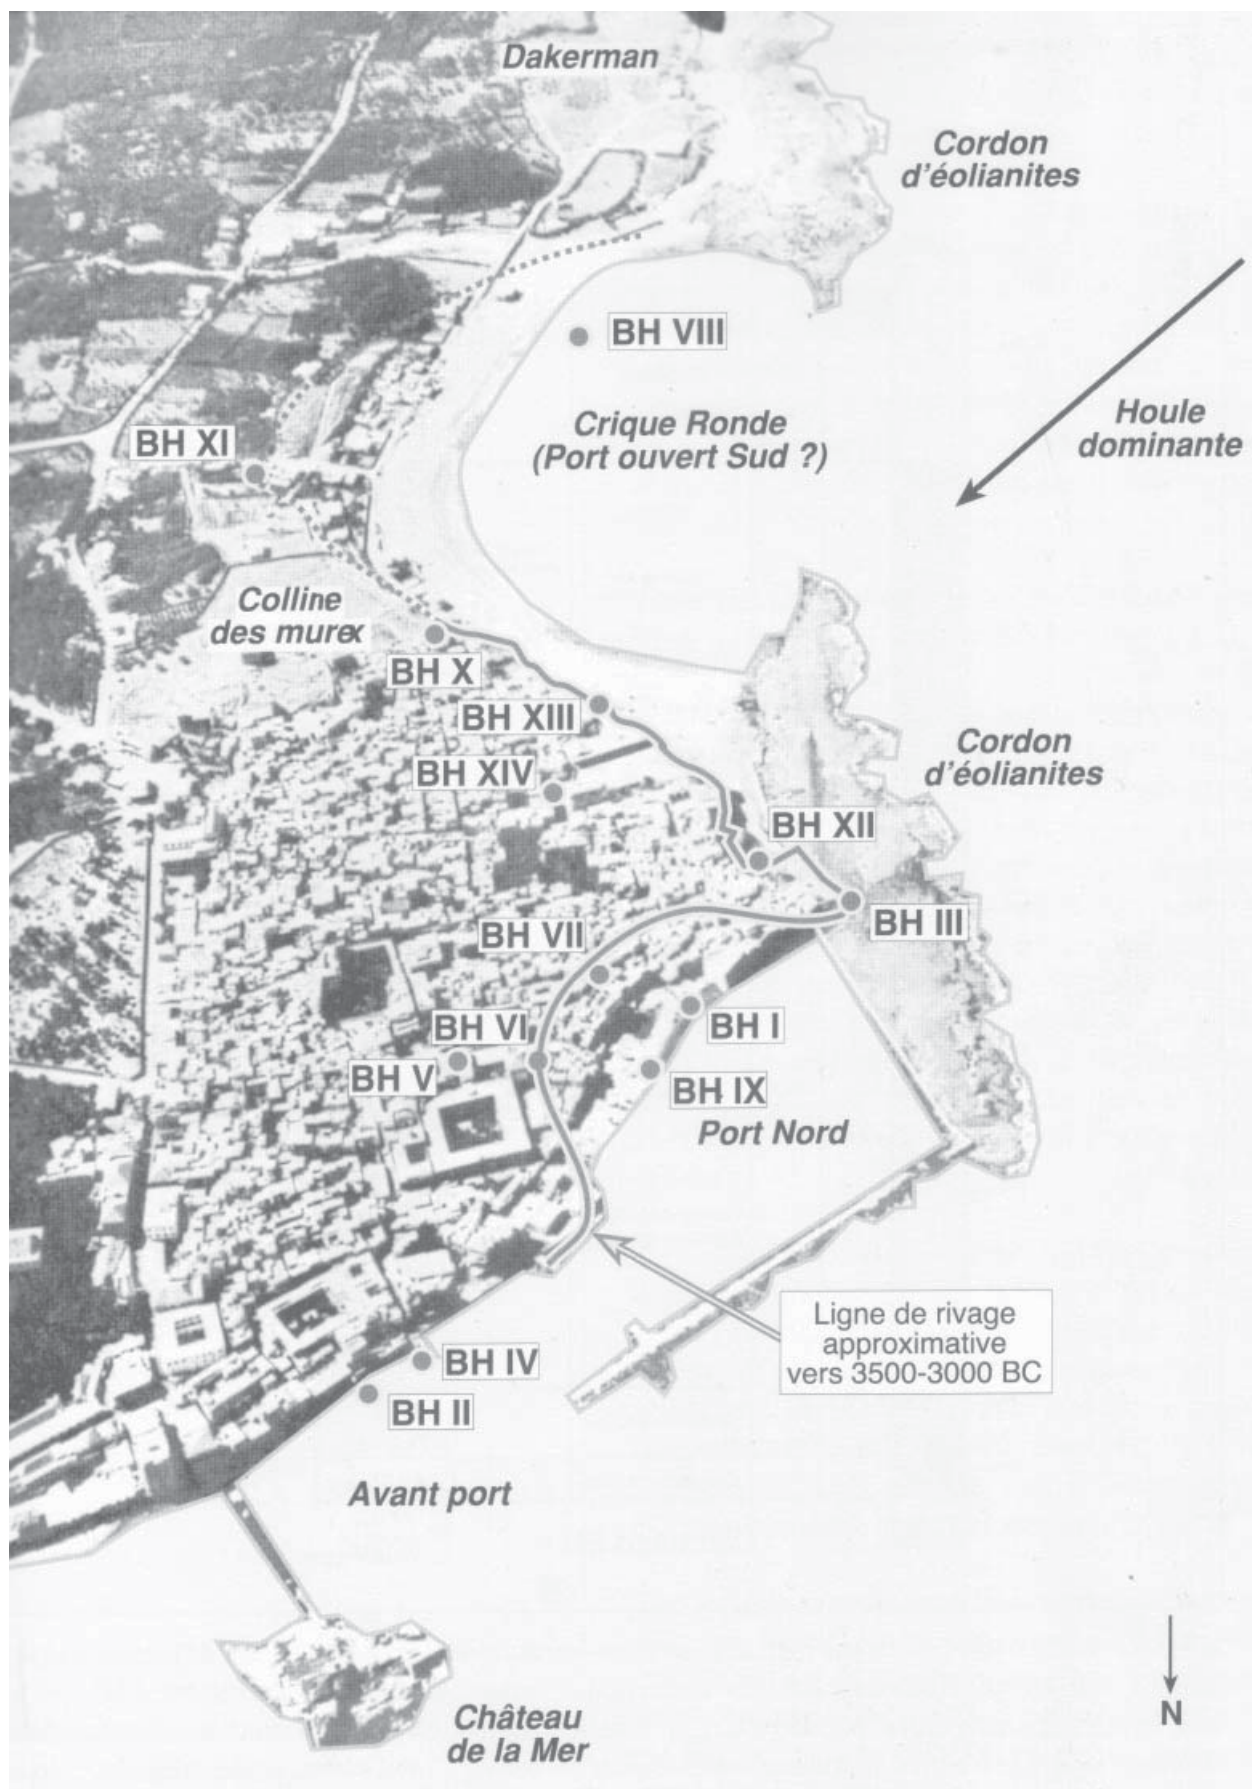 Dakerman
Cordon
d'éolianites
BH VIII
Crique Ronde
(Port ouvert Sud ?)
Houle
dominante
BH XI
Colline
des murex
BH X
BH XIII
BH XIV
Cordon
d'éolianites
BH XII
BH III
BH VII
BH VI
BH I
BH V
BH IX
Port Nord
Ligne de rivage
approximative
vers 3500-3000 BC
BH IV
BH II
Avant port
N
Château
de la Mer